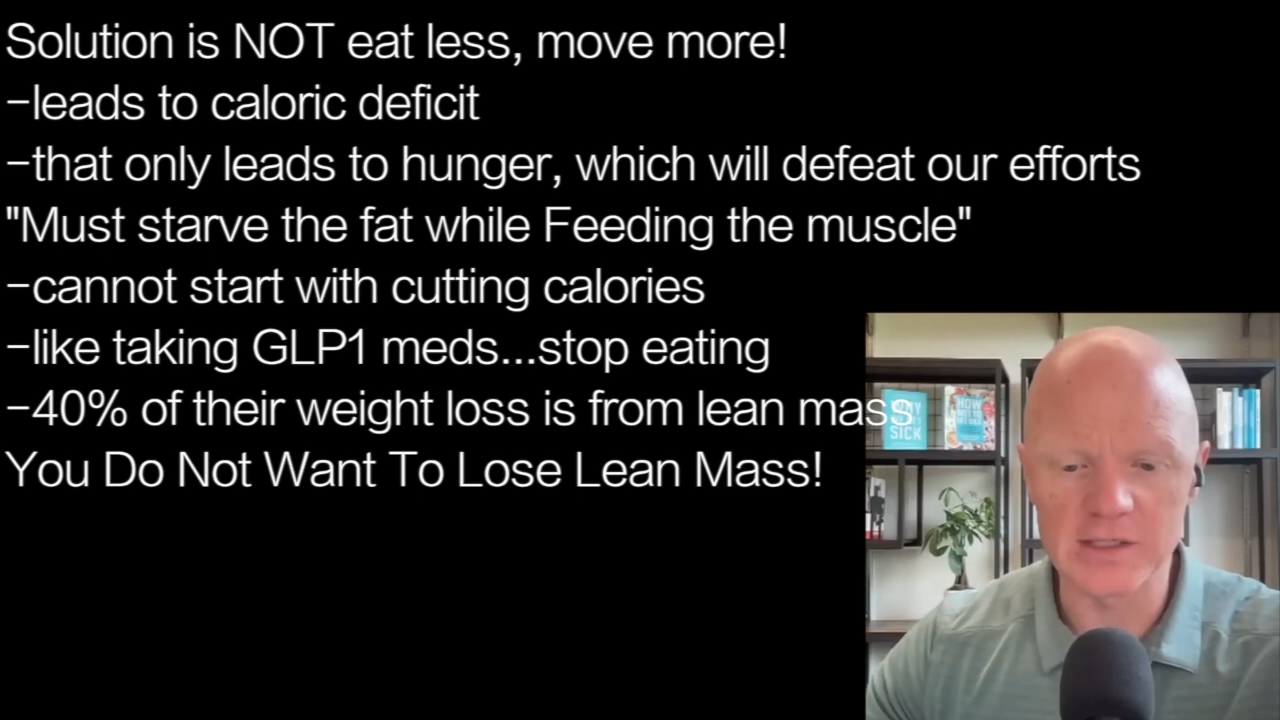 Solution is NOT eat less, move more!
-leads to caloric deficit
-that only leads to hunger, which will defeat our efforts
"Must starve the fat while Feeding the muscle"
-cannot start with cutting calories
-like taking GLP1 meds...stop eating
-40% of their weight loss is from lean mass
You Do Not Want To Lose Lean Mass!
SICK
HOW